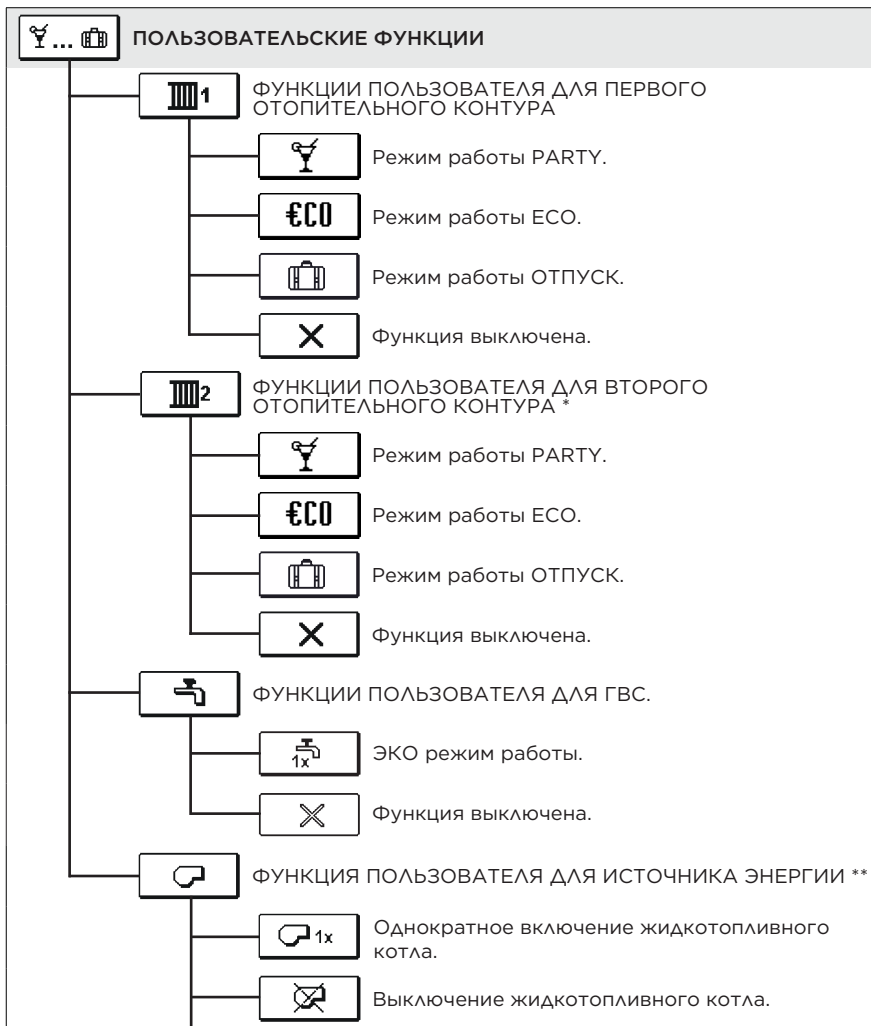 ... ПОЛЬЗОВАТЕЛЬСКИЕ ФУНКЦИИ
1 ФУНКЦИИ ПОЛЬЗОВАТЕЛЯ ДЛЯ ПЕРВОГО
ОТОПИТЕЛЬНОГО КОНТУРА
Режим работы PARTY.
€CO Режим работы ECO.
Режим работы ОТПУСК.
Функция выключена.
2 ФУНКЦИИ ПОЛЬЗОВАТЕЛЯ ДЛЯ ВТОРОГО
ОТОПИТЕЛЬНОГО КОНТУРА *
Режим работы PARTY.
€CO Режим работы ECO.
Режим работы ОТПУСК.
Функция выключена.
ФУНКЦИИ ПОЛЬЗОВАТЕЛЯ ДЛЯ ГВС.
1x ЭКО режим работы.
Функция выключена.
ФУНКЦИЯ ПОЛЬЗОВАТЕЛЯ ДЛЯ ИСТОЧНИКА ЭНЕРГИИ **
1x Однократное включение жидкотопливного
котла.
Выключение жидкотопливного котла.